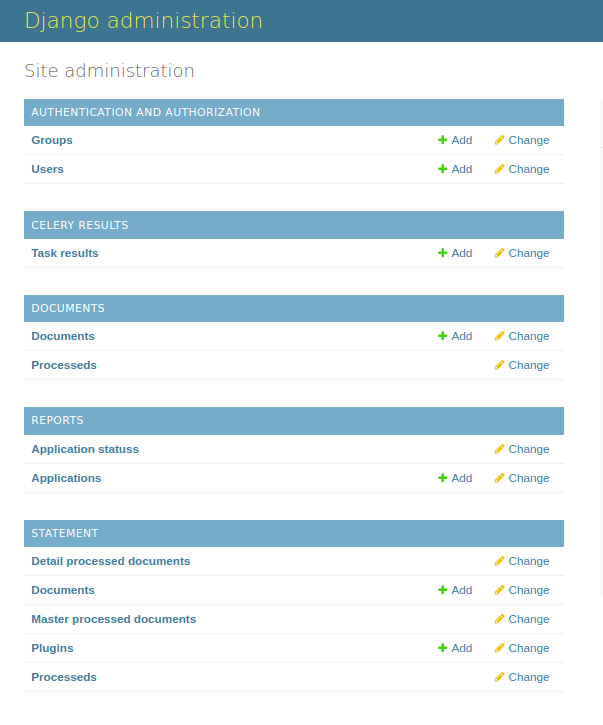 Django administration
Site administration
AUTHENTICATION AND AUTHORIZATION
Groups Add Change
Users Add Change
CELERY RESULTS
Task results Add Change
DOCUMENTS
Documents Add Change
Processeds Change
REPORTS
Application statuss Change
Applications Add Change
STATEMENT
Detail processed documents Change
Documents Add Change
Master processed documents Change
Plugins Add Change
Processeds Change